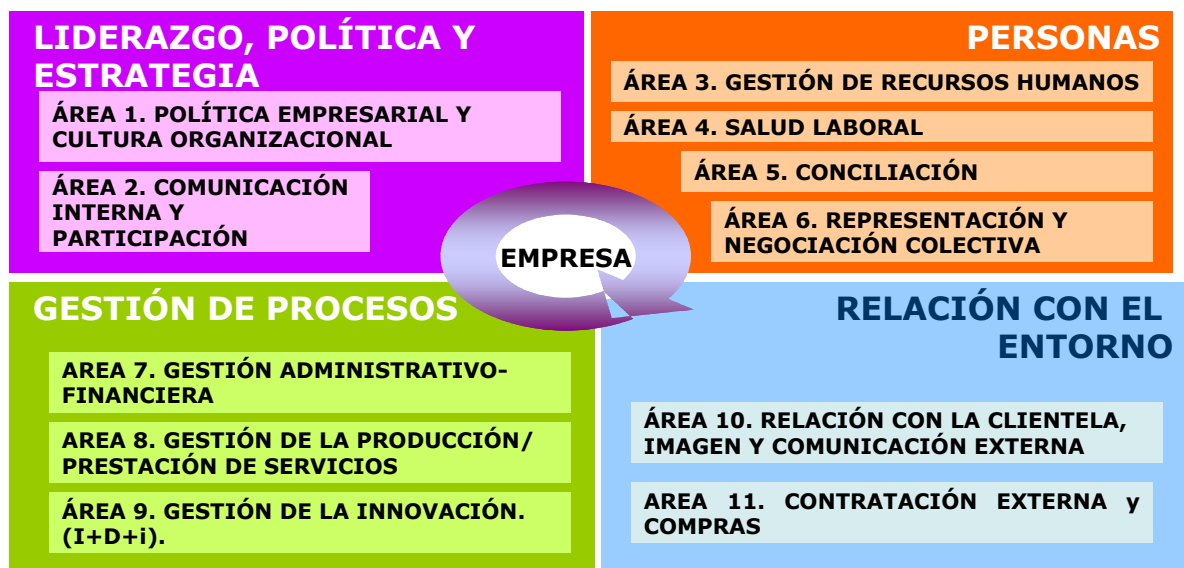 LIDERAZGO, POLÍTICA Y
ESTRATEGIA
ÁREA 1. POLÍTICA EMPRESARIAL Y
CULTURA ORGANIZACIONAL
ÁREA 2. COMUNICACIÓN
INTERNA Y
PARTICIPACIÓN
PERSONAS
ÁREA 3. GESTIÓN DE RECURSOS HUMANOS
ÁREA 4. SALUD LABORAL
ÁREA 5. CONCILIACIÓN
ÁREA 6. REPRESENTACIÓN Y
NEGOCIACIÓN COLECTIVA
EMPRESA
GESTIÓN DE PROCESOS
AREA 7. GESTIÓN ADMINISTRATIVO-
FINANCIERA
AREA 8. GESTIÓN DE LA PRODUCCIÓN/
PRESTACIÓN DE SERVICIOS
ÁREA 9. GESTIÓN DE LA INNOVACIÓN.
(I+D+i).
RELACIÓN CON EL
ENTORNO
ÁREA 10. RELACIÓN CON LA CLIENTELA,
IMAGEN Y COMUNICACIÓN EXTERNA
AREA 11. CONTRATACIÓN EXTERNA y
COMPRAS